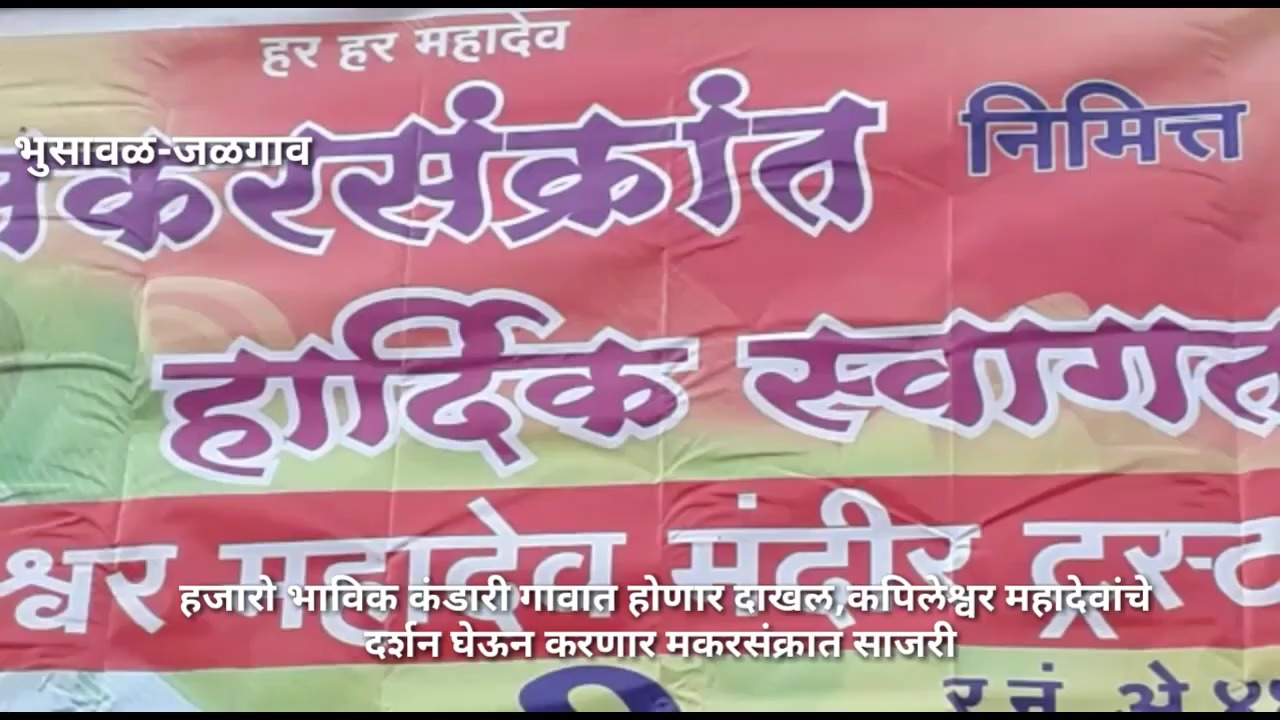 हर हर महादेव
मकरसंक्रांत निमित्त
भुसावळ-जळगाव
हार्दिक स्वागत
श्वर महादेव मंदीर ट्रस्ट
हजारो भाविक कंडारी गावात होणार दाखल,कपिलेश्वर महादेवांचे
दर्शन घेऊन करणार मकरसंक्रात साजरी
र.नं. अे